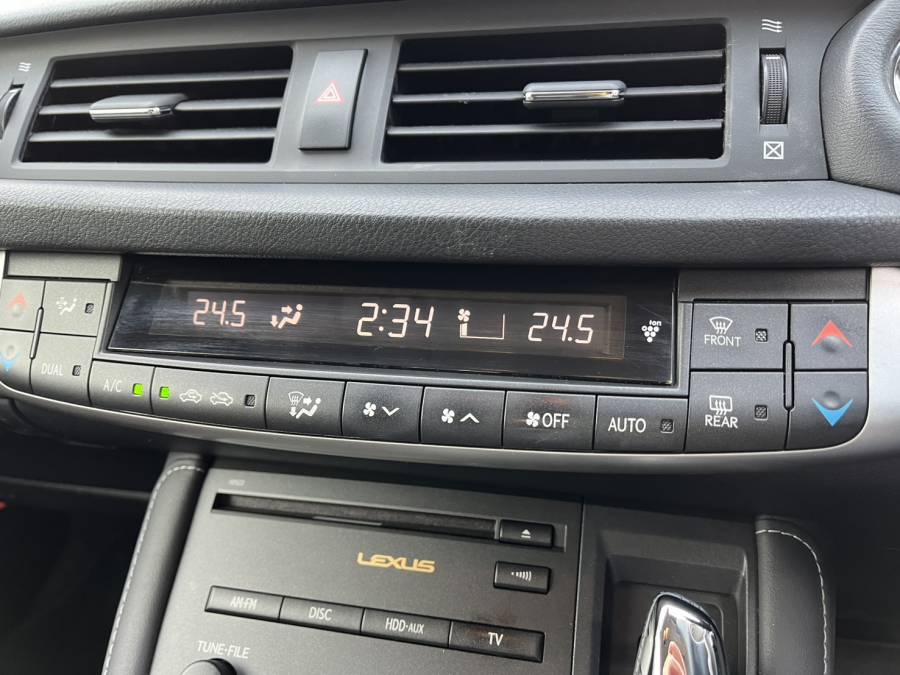 24.5 2:34 24.5
ion
FRONT
DUAL
A/C
OFF
AUTO
REAR
LEXUS
AM·FM DISC HDD·AUX TV
TUNE·FILE